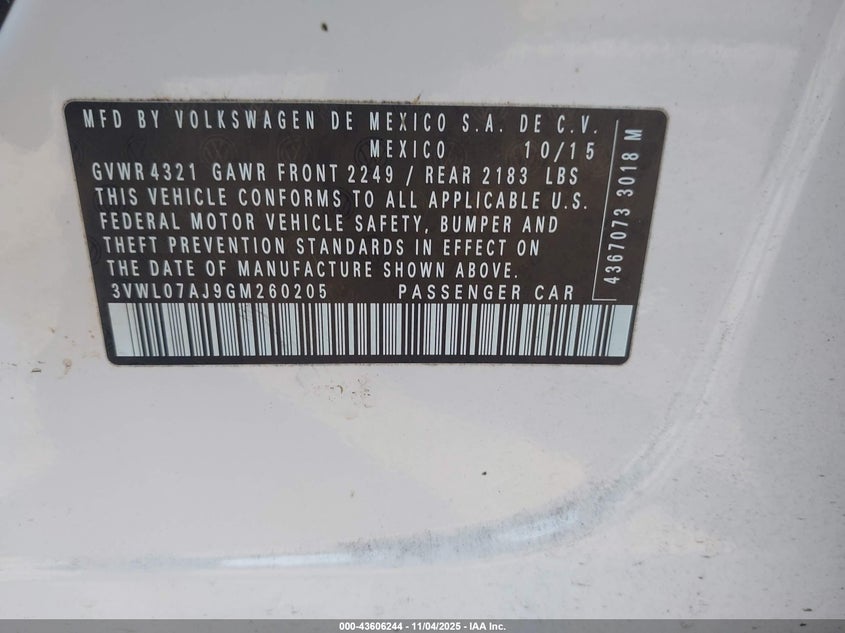 MFD BY VOLKSWAGEN DE MEXICO S.A. DE C.V.
MEXICO 10/15
GVWR 4321 GAWR FRONT 2249 / REAR 2183 LBS
THIS VEHICLE CONFORMS TO ALL APPLICABLE U.S.
FEDERAL MOTOR VEHICLE SAFETY, BUMPER AND
THEFT PREVENTION STANDARDS IN EFFECT ON
THE DATE OF MANUFACTURE SHOWN ABOVE.
3VWL07AJ9GM260205 PASSENGER CAR
4367073 3018 M
000-43606244 - 11/04/2025 - IAA Inc.